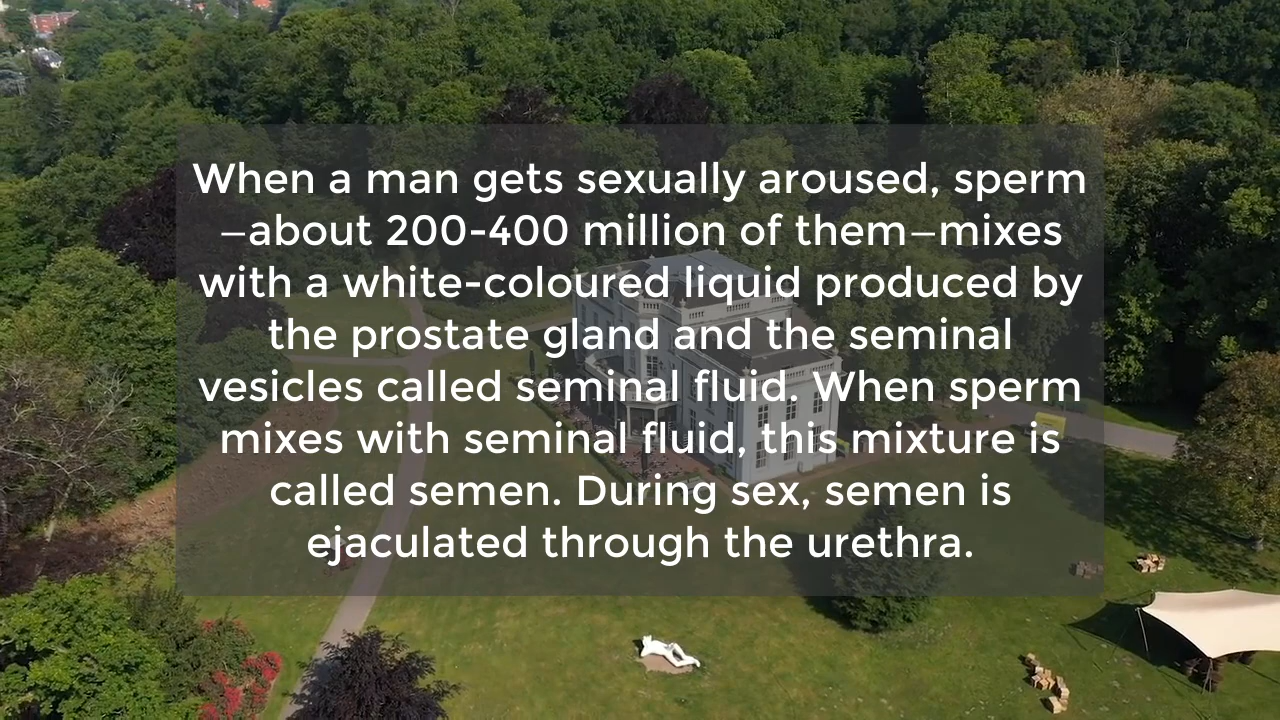 When a man gets sexually aroused, sperm
—about 200-400 million of them—mixes
with a white-coloured liquid produced by
the prostate gland and the seminal
vesicles called seminal fluid. When sperm
mixes with seminal fluid, this mixture is
called semen. During sex, semen is
ejaculated through the urethra.